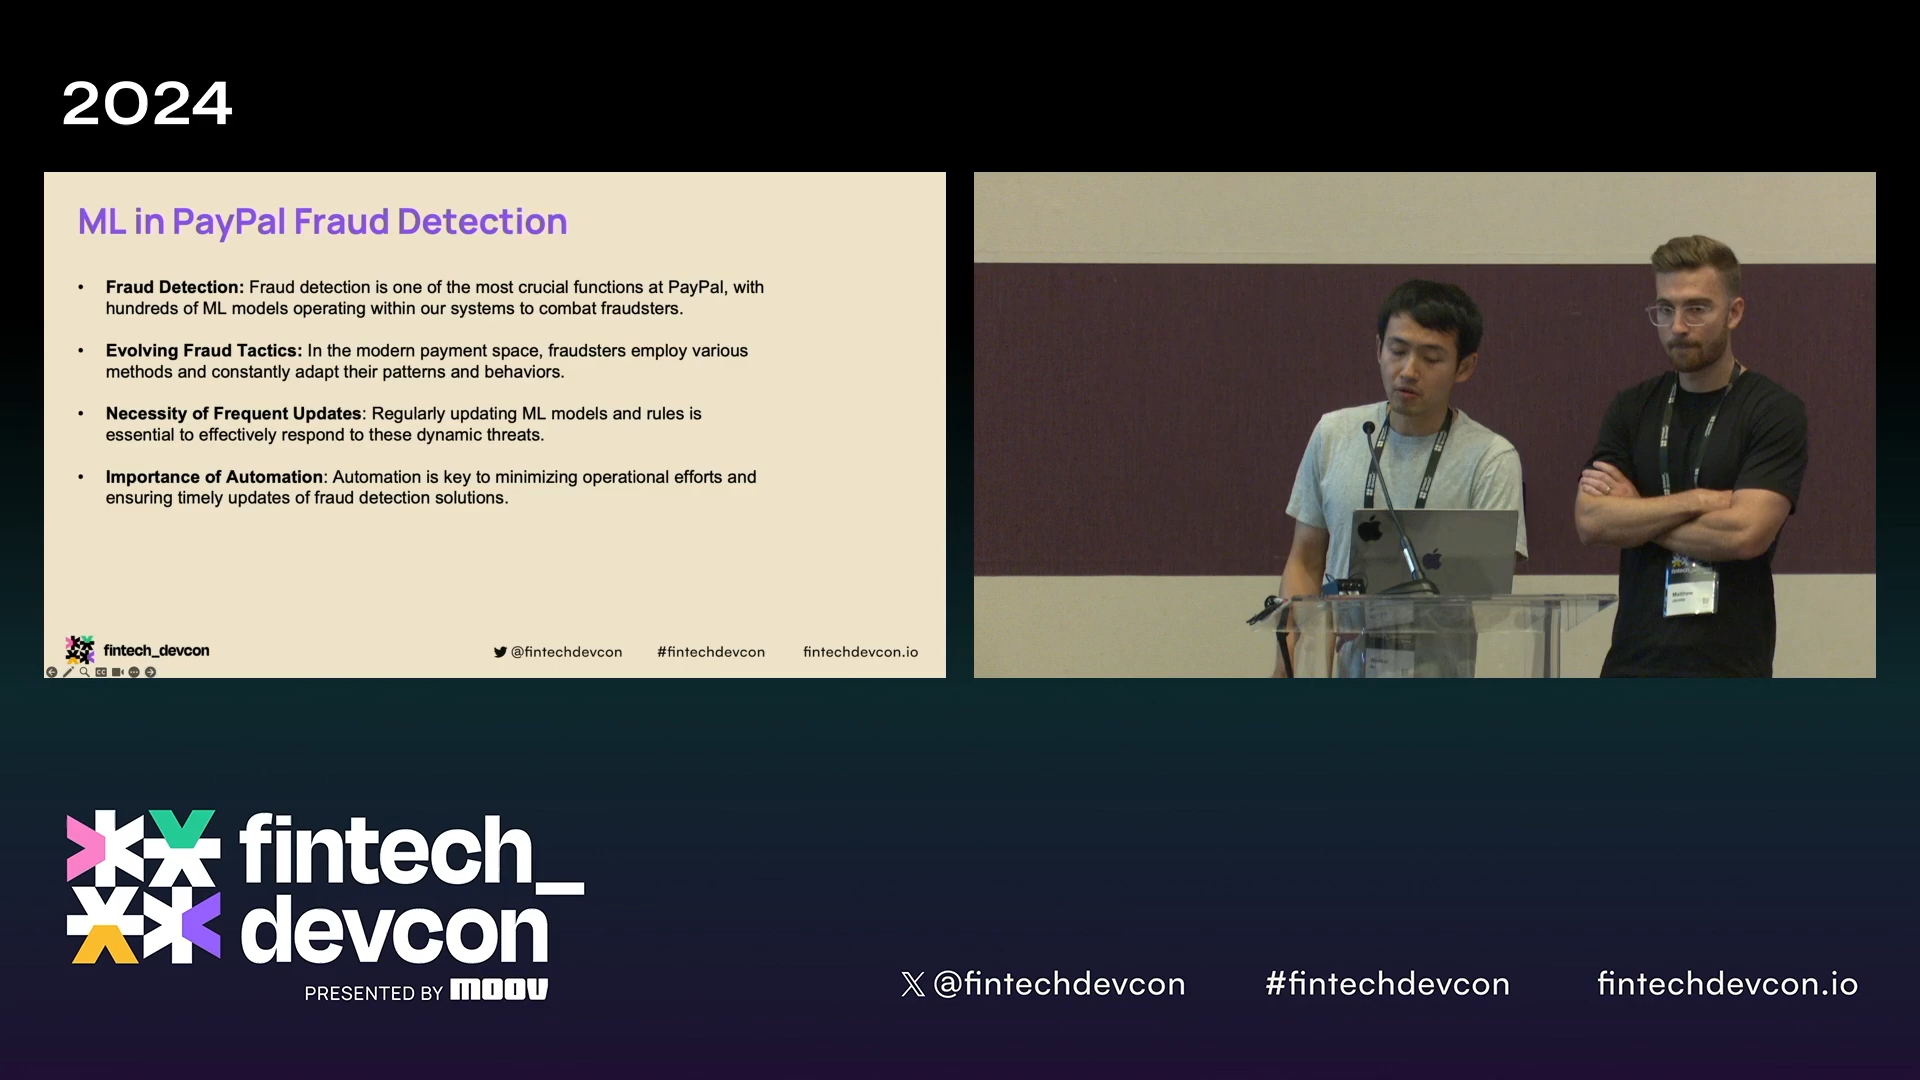 2024
ML in PayPal Fraud Detection
• Fraud Detection: Fraud detection is one of the most crucial functions at PayPal, with
hundreds of ML models operating within our systems to combat fraudsters.
• Evolving Fraud Tactics: In the modern payment space, fraudsters employ various
methods and constantly adapt their patterns and behaviors.
• Necessity of Frequent Updates: Regularly updating ML models and rules is
essential to effectively respond to these dynamic threats.
• Importance of Automation: Automation is key to minimizing operational efforts and
ensuring timely updates of fraud detection solutions.
fintech_devcon
@fintechdevcon
#fintechdevcon
fintechdevcon.io
Matthew
fintech_
devcon
PRESENTED BY moov
@fintechdevcon
#fintechdevcon
fintechdevcon.io